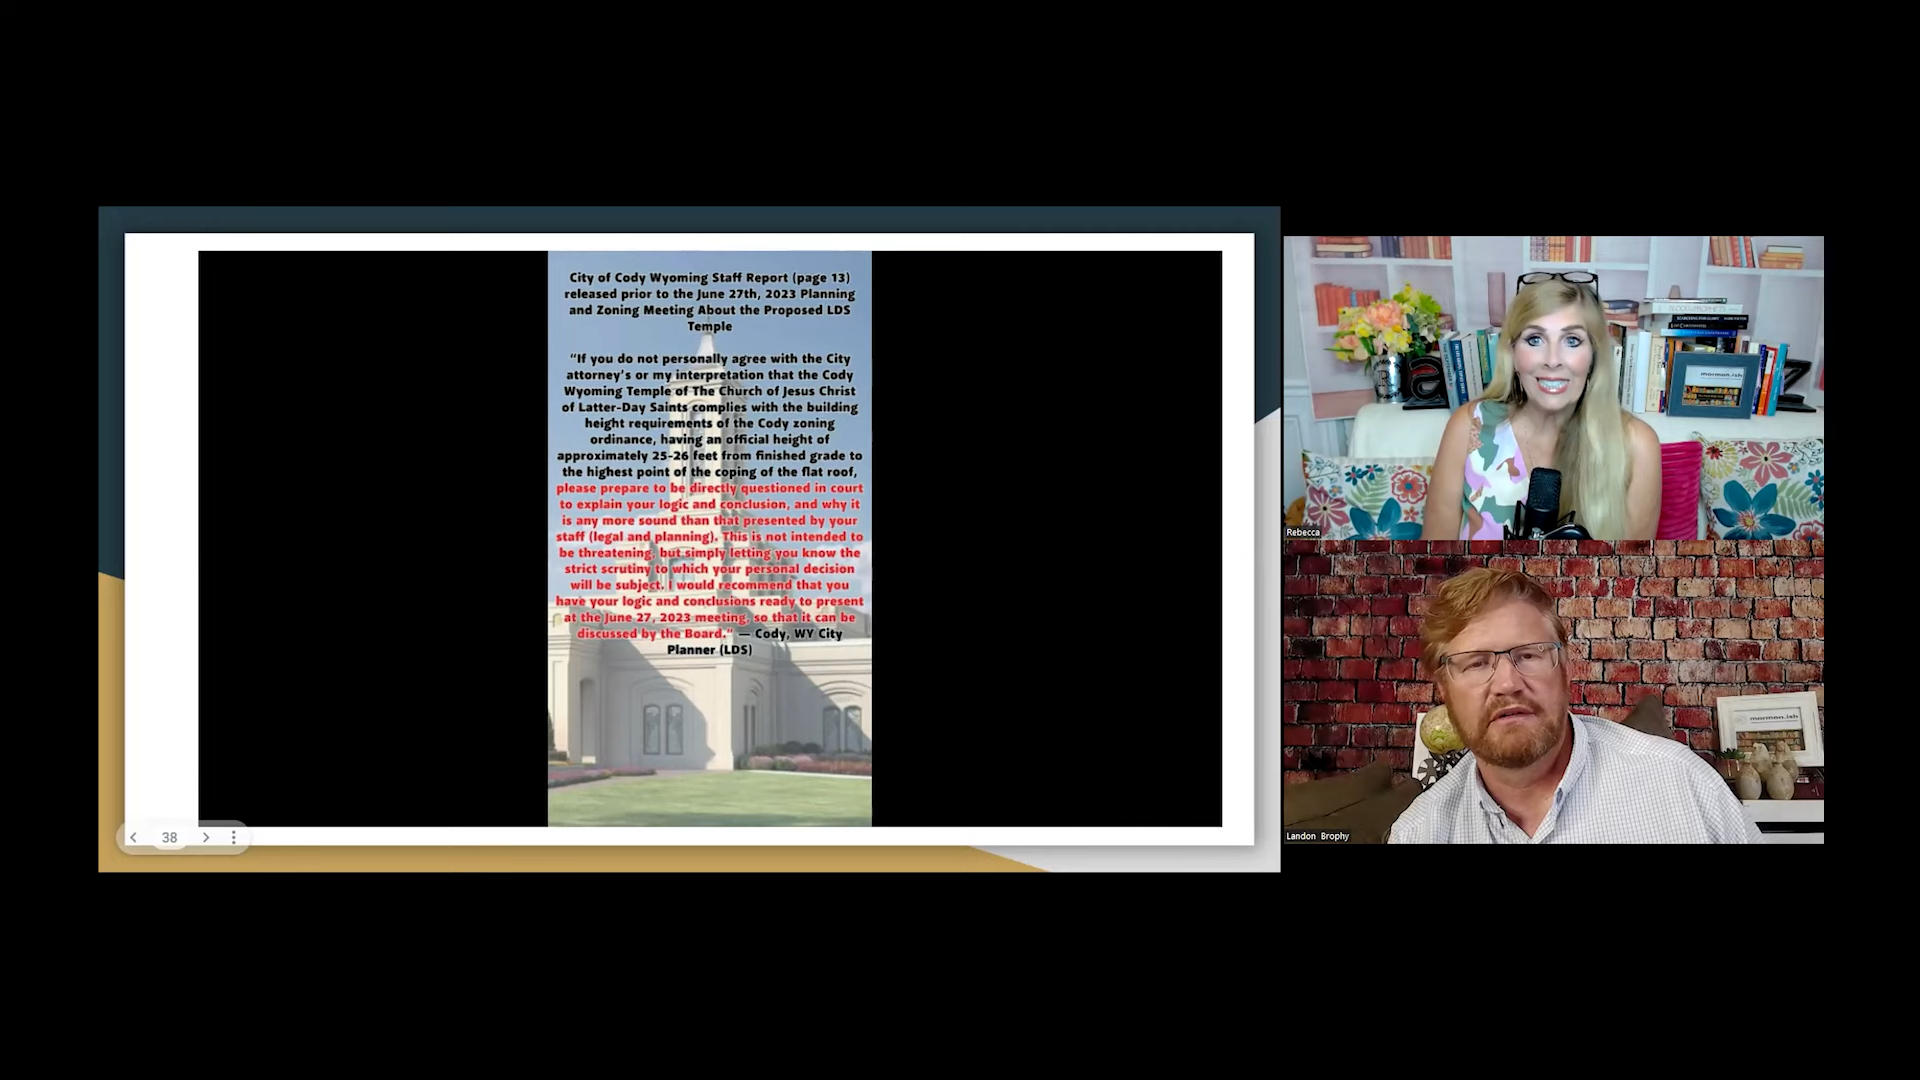 City of Cody Wyoming Staff Report (page 13)
released prior to the June 27th, 2023 Planning
and Zoning Meeting About the Proposed LDS
Temple
“If you do not personally agree with the City
attorney’s or my interpretation that the Cody
Wyoming Temple of The Church of Jesus Christ
of Latter-Day Saints complies with the building
height requirements of the Cody zoning
ordinance, having an official height of
approximately 25-26 feet from finished grade to
the highest point of the coping of the flat roof,
please prepare to be directly questioned in court
to explain your logic and conclusion, and why it
is any more sound than that presented by your
staff (legal and planning). This is not intended to
be threatening, but simply letting you know the
strict scrutiny to which your personal decision
will be subject. I would recommend that you
have your logic and conclusions ready to present
at the June 27, 2023 meeting, so that it can be
discussed by the Board.” — Cody, WY City
Planner (LDS)
38
Rebecca
mormon.ish
a
z
Landon Brophy
mormon.ish